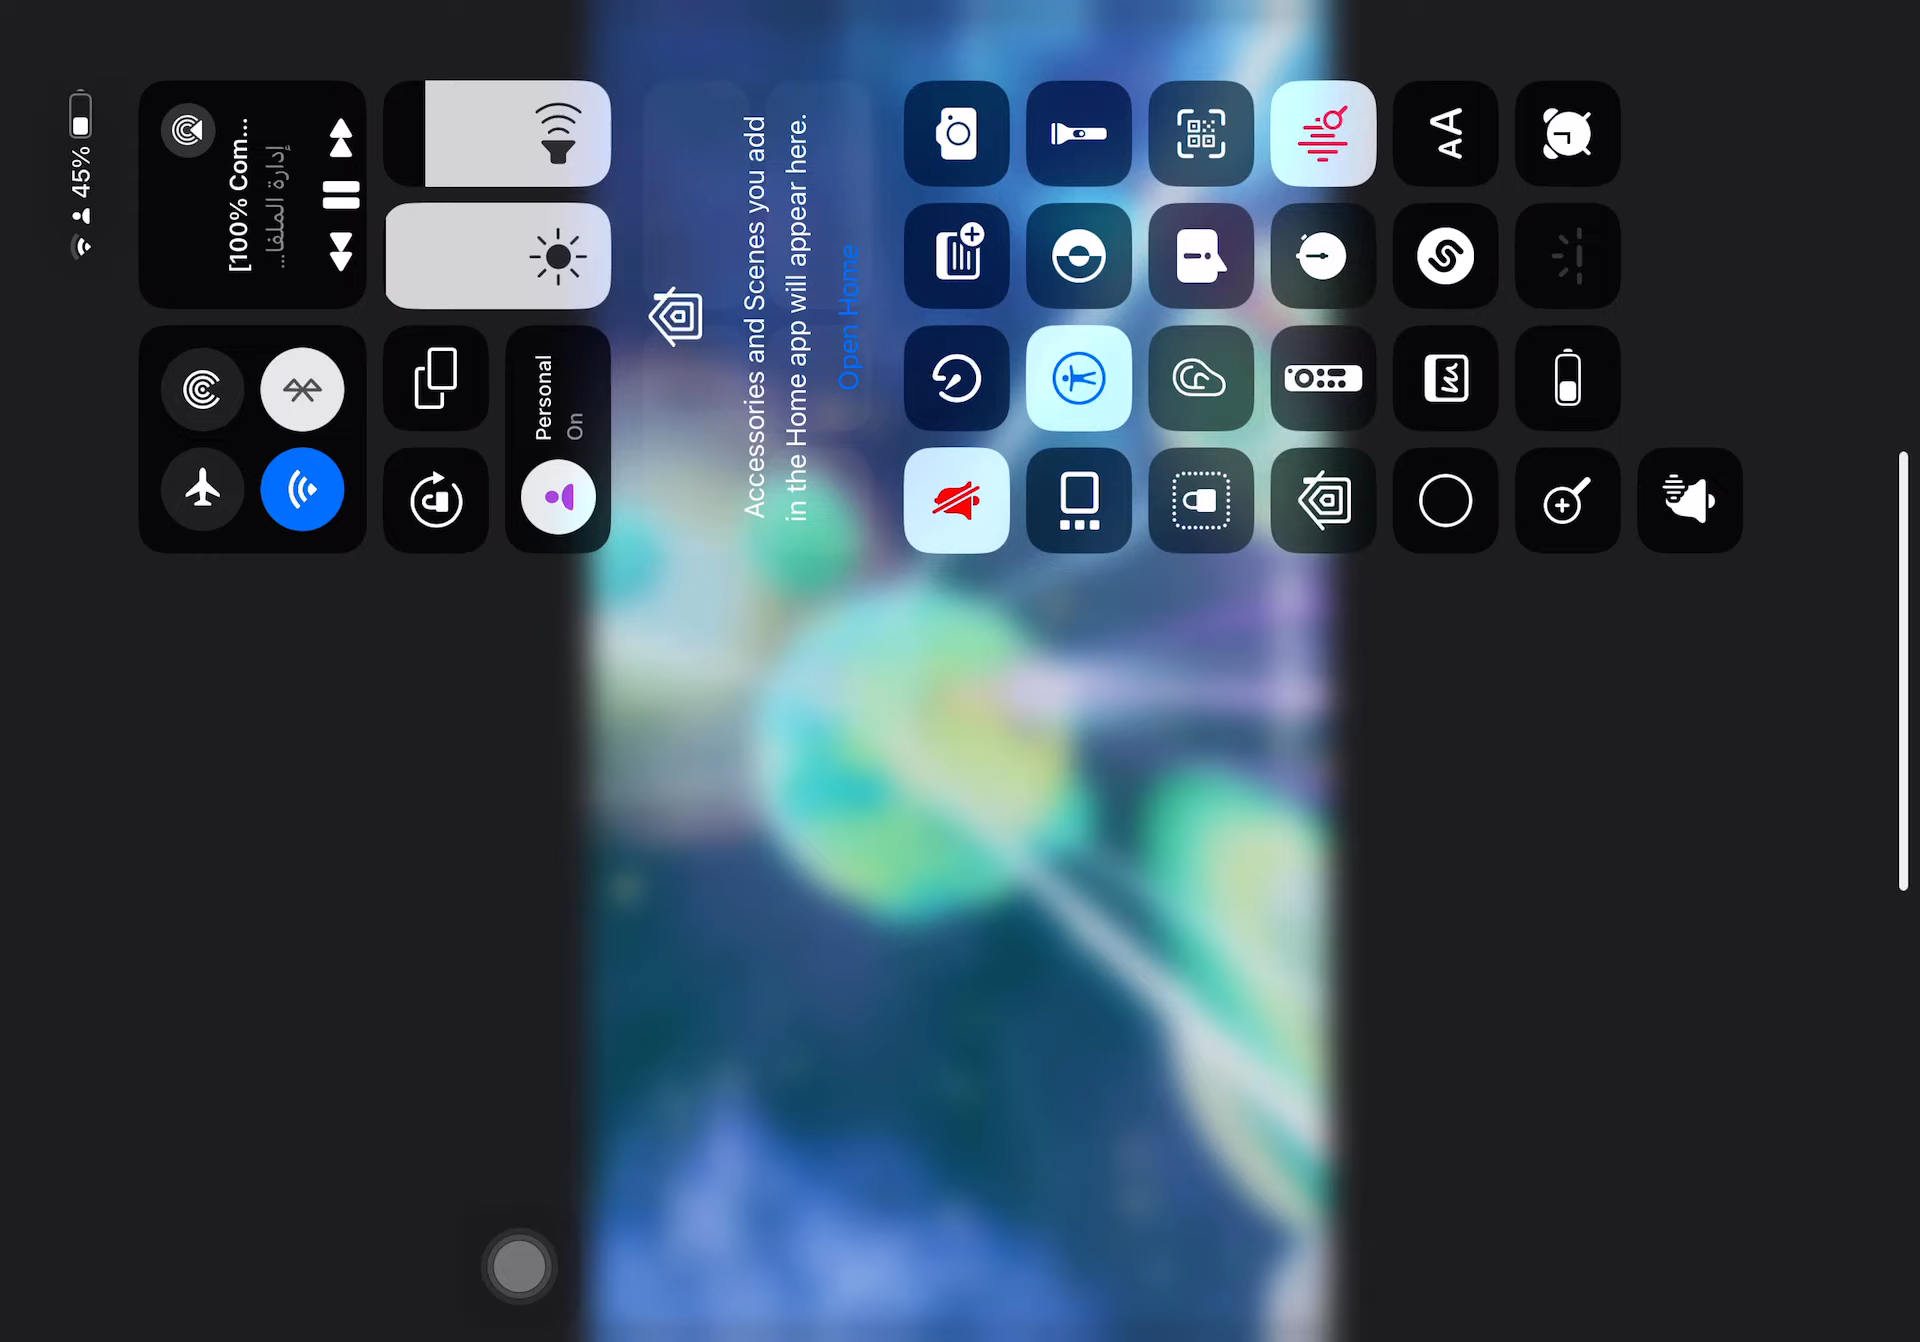 45%
[100% Com...
إدارة الملفا...
Personal
On
Accessories and Scenes you add
in the Home app will appear here.
Open Home
AA